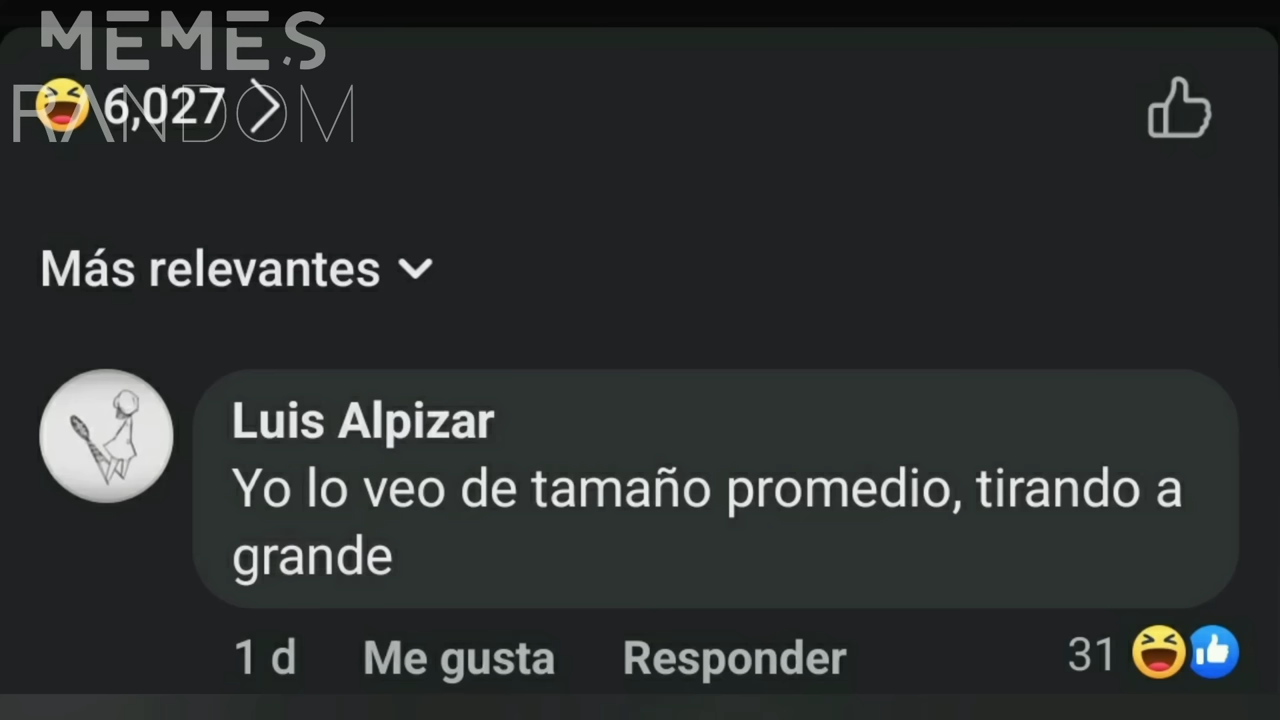 MEMES
RANDOM
6,027
Más relevantes
Luis Alpizar
Yo lo veo de tamaño promedio, tirando a
grande
1 d Me gusta Responder 31